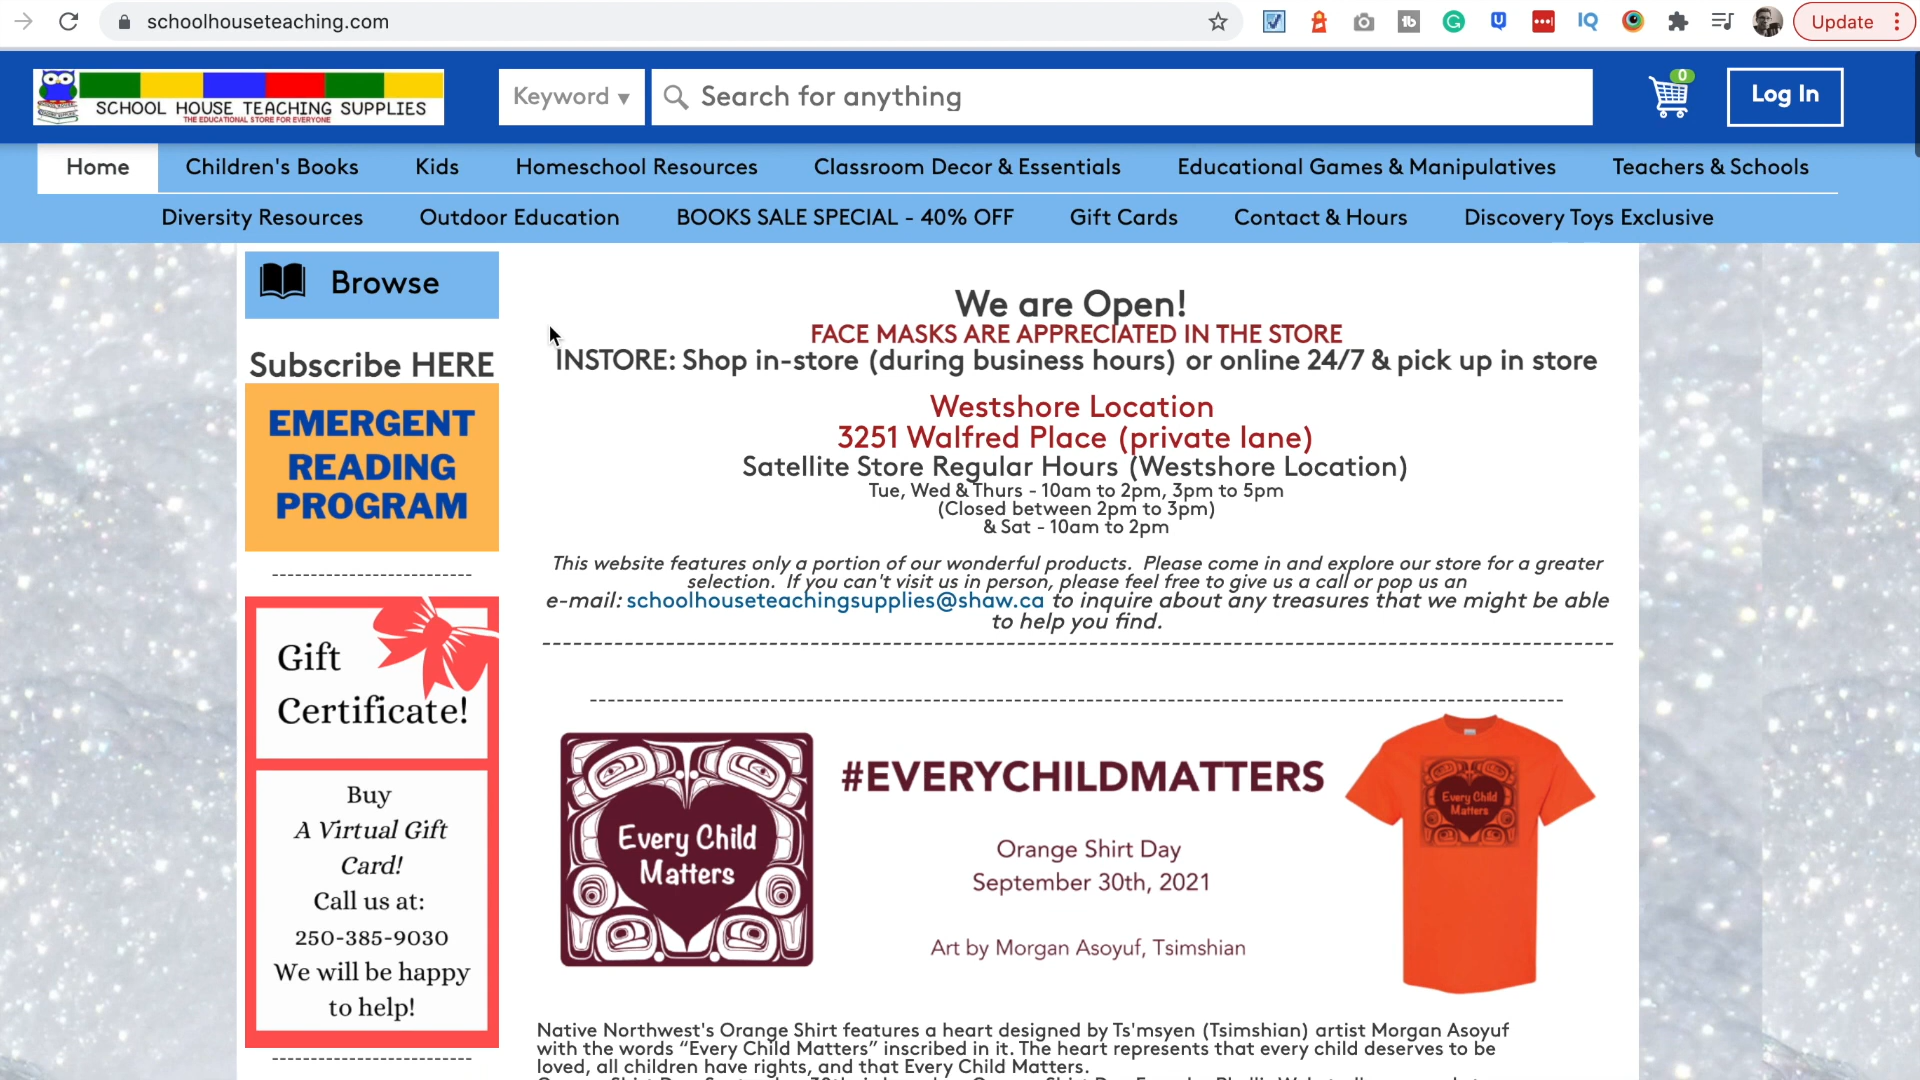 schoolhouseteaching.com
Update
SCHOOL HOUSE TEACHING SUPPLIES
THE EDUCATIONAL STORE FOR EVERYONE
Keyword
Search for anything
0
Log In
Home
Children's Books
Kids
Homeschool Resources
Classroom Decor & Essentials
Educational Games & Manipulatives
Teachers & Schools
Diversity Resources
Outdoor Education
BOOKS SALE SPECIAL - 40% OFF
Gift Cards
Contact & Hours
Discovery Toys Exclusive
Browse
Subscribe HERE
EMERGENT
READING
PROGRAM
Gift
Certificate!
Buy
A Virtual Gift
Card!
Call us at:
250-385-9030
We will be happy
to help!
We are Open!
FACE MASKS ARE APPRECIATED IN THE STORE
INSTORE: Shop in-store (during business hours) or online 24/7 & pick up in store
Westshore Location
3251 Walfred Place (private lane)
Satellite Store Regular Hours (Westshore Location)
Tue, Wed & Thurs - 10am to 2pm, 3pm to 5pm
(Closed between 2pm to 3pm)
& Sat - 10am to 2pm
This website features only a portion of our wonderful products. Please come in and explore our store for a greater
selection. If you can't visit us in person, please feel free to give us a call or pop us an
e-mail: schoolhouseteachingsupplies@shaw.ca to inquire about any treasures that we might be able
to help you find.
Every Child
Matters
#EVERYCHILDMATTERS
Orange Shirt Day
September 30th, 2021
Art by Morgan Asoyuf, Tsimshian
Every Child
Matters
Native Northwest's Orange Shirt features a heart designed by Ts'msyen (Tsimshian) artist Morgan Asoyuf
with the words “Every Child Matters” inscribed in it. The heart represents that every child deserves to be
loved, all children have rights, and that Every Child Matters.